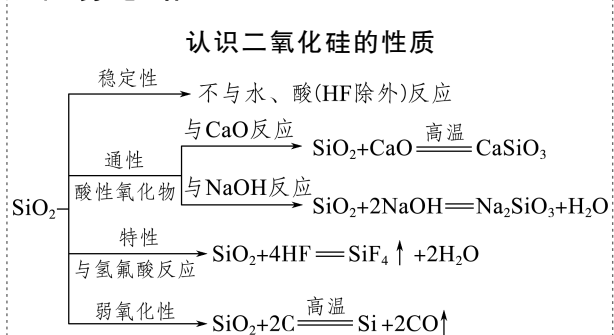 认识二氧化硅的性质
稳定性
不与水、酸(HF除外)反应
与CaO反应
SiO₂+CaO══CaSiO₃
高温
通性
酸性氧化物
与NaOH反应
SiO₂+2NaOH══Na₂SiO₃+H₂O
SiO₂
特性
与氢氟酸反应
SiO₂+4HF══SiF₄↑+2H₂O
弱氧化性
高温
SiO₂+2C══Si+2CO↑